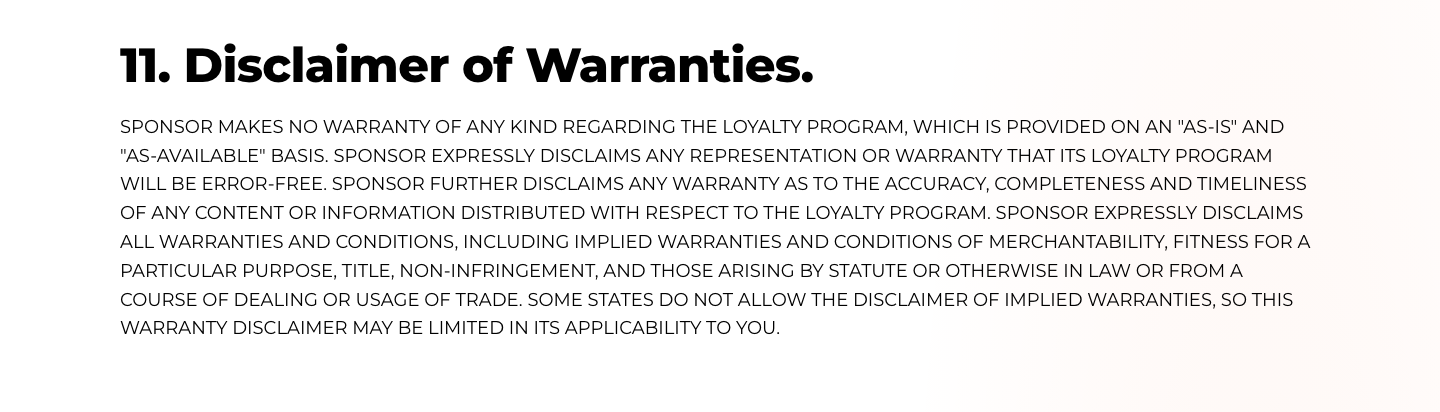 11. Disclaimer of Warranties.
SPONSOR MAKES NO WARRANTY OF ANY KIND REGARDING THE LOYALTY PROGRAM, WHICH IS PROVIDED ON AN "AS-IS" AND
"AS-AVAILABLE" BASIS. SPONSOR EXPRESSLY DISCLAIMS ANY REPRESENTATION OR WARRANTY THAT ITS LOYALTY PROGRAM
WILL BE ERROR-FREE. SPONSOR FURTHER DISCLAIMS ANY WARRANTY AS TO THE ACCURACY, COMPLETENESS AND TIMELINESS
OF ANY CONTENT OR INFORMATION DISTRIBUTED WITH RESPECT TO THE LOYALTY PROGRAM. SPONSOR EXPRESSLY DISCLAIMS
ALL WARRANTIES AND CONDITIONS, INCLUDING IMPLIED WARRANTIES AND CONDITIONS OF MERCHANTABILITY, FITNESS FOR A
PARTICULAR PURPOSE, TITLE, NON-INFRINGEMENT, AND THOSE ARISING BY STATUTE OR OTHERWISE IN LAW OR FROM A
COURSE OF DEALING OR USAGE OF TRADE. SOME STATES DO NOT ALLOW THE DISCLAIMER OF IMPLIED WARRANTIES, SO THIS
WARRANTY DISCLAIMER MAY BE LIMITED IN ITS APPLICABILITY TO YOU.